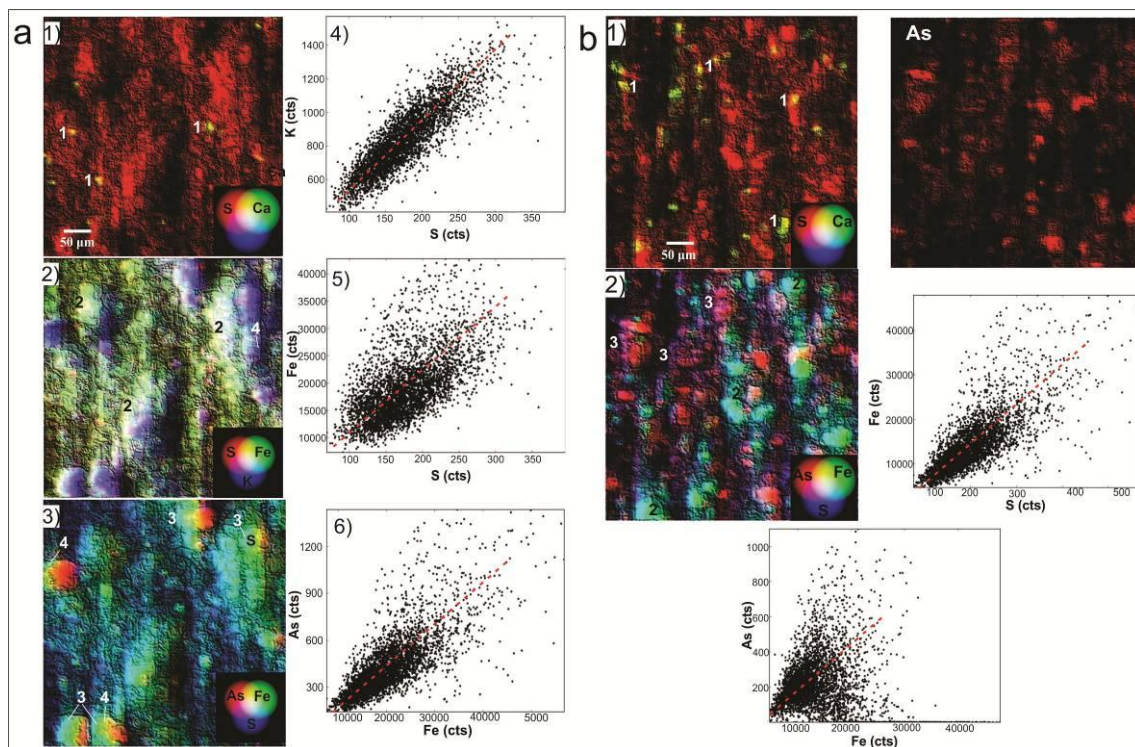 a
1)
1
1
1
S
Ca
50 µm
4)
K (cts)
1400
1200
1000
800
600
100 150 200 250 300 350
S (cts)
2)
2
2
4
2
S
Fe
K
5)
Fe (cts)
40000
35000
30000
25000
20000
15000
10000
100 150 200 250 300 350
S (cts)
3)
3
3
S
4
3
4
As
Fe
S
6)
As (cts)
1200
900
600
300
10000 20000 30000 40000 5000
Fe (cts)
b
1)
1
1
1
1
S
Ca
50 µm
As
2)
3
2
3
3
2
2
As
Fe
S
Fe (cts)
40000
30000
20000
10000
100 200 300 400 500
S (cts)
As (cts)
1000
800
600
400
200
10000 20000 30000 40000
Fe (cts)